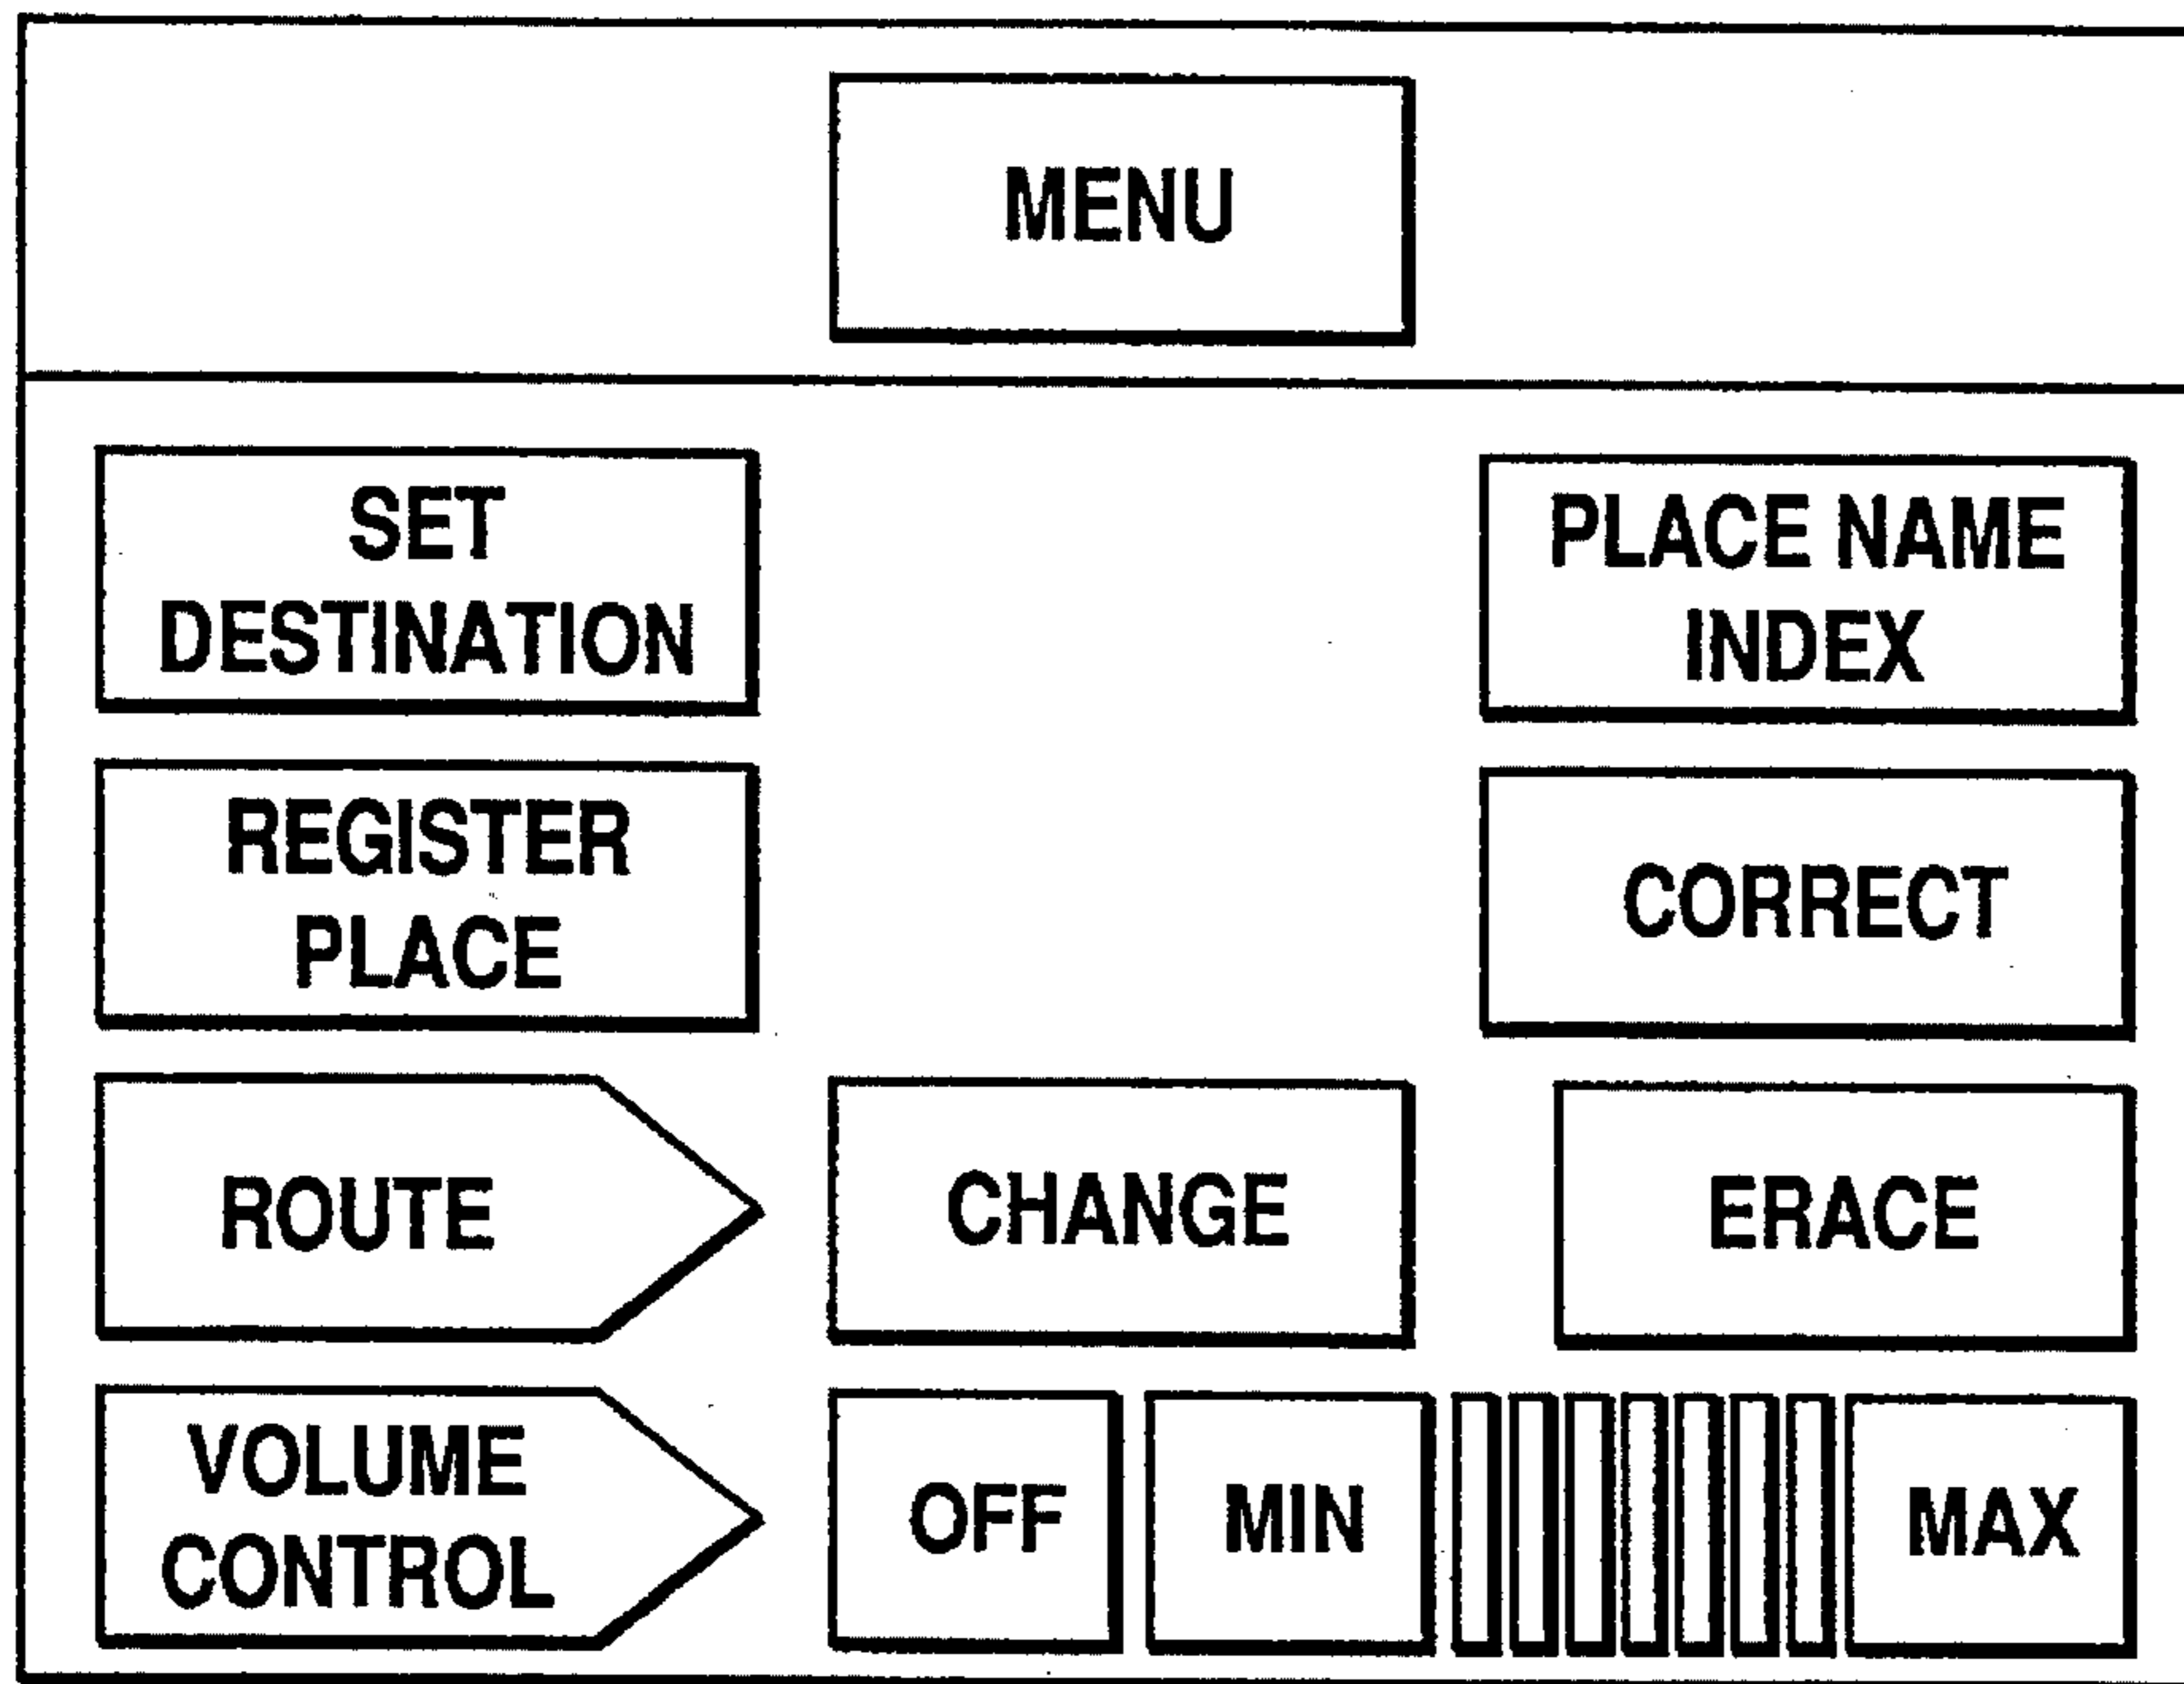 MENU
SET
DESTINATION
PLACE NAME
INDEX
REGISTER
PLACE
CORRECT
ROUTE
CHANGE
ERACE
VOLUME
CONTROL
OFF
MIN
MAX